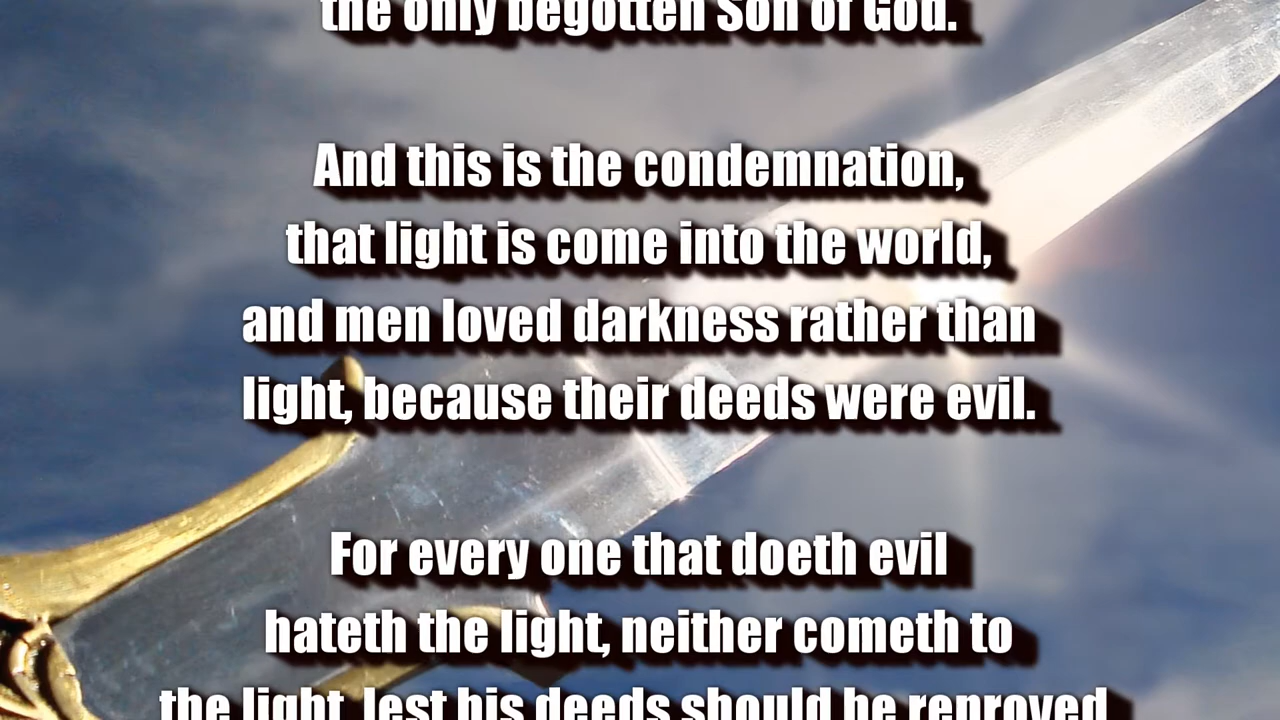 the only begotten Son of God.
And this is the condemnation,
that light is come into the world,
and men loved darkness rather than
light, because their deeds were evil.
For every one that doeth evil
hateth the light, neither cometh to
the light, lest his deeds should be reproved.